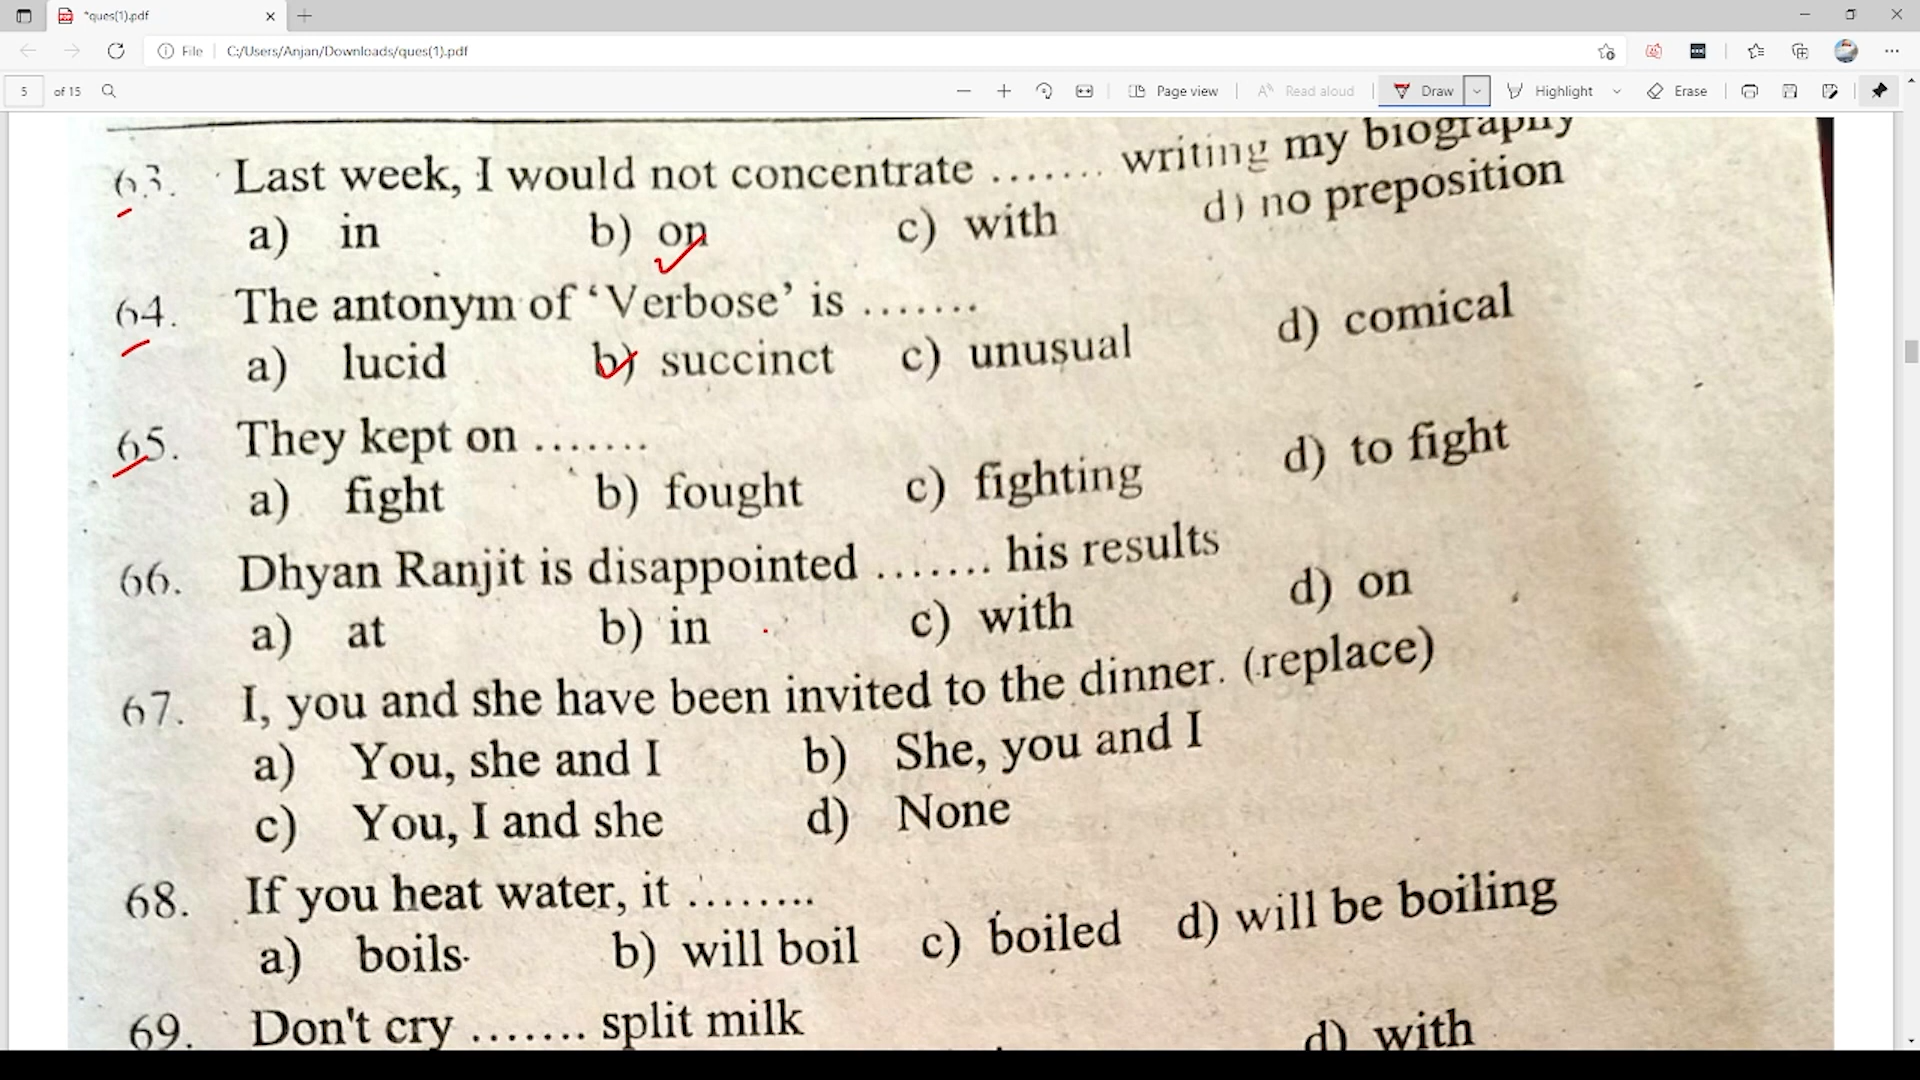 *ques(1).pdf
File C:/Users/Anjan/Downloads/ques(1).pdf
5 of 15 Page view Read aloud Draw Highlight Erase
63. Last week, I would not concentrate ....... writing my biography
a) in b) on c) with d) no preposition
64. The antonym of ‘Verbose’ is .......
a) lucid b) succinct c) unusual d) comical
65. They kept on .......
a) fight b) fought c) fighting d) to fight
66. Dhyan Ranjit is disappointed ....... his results
a) at b) in c) with d) on
67. I, you and she have been invited to the dinner. (replace)
a) You, she and I b) She, you and I
c) You, I and she d) None
68. If you heat water, it ........
a) boils b) will boil c) boiled d) will be boiling
69. Don't cry ....... split milk
d) with